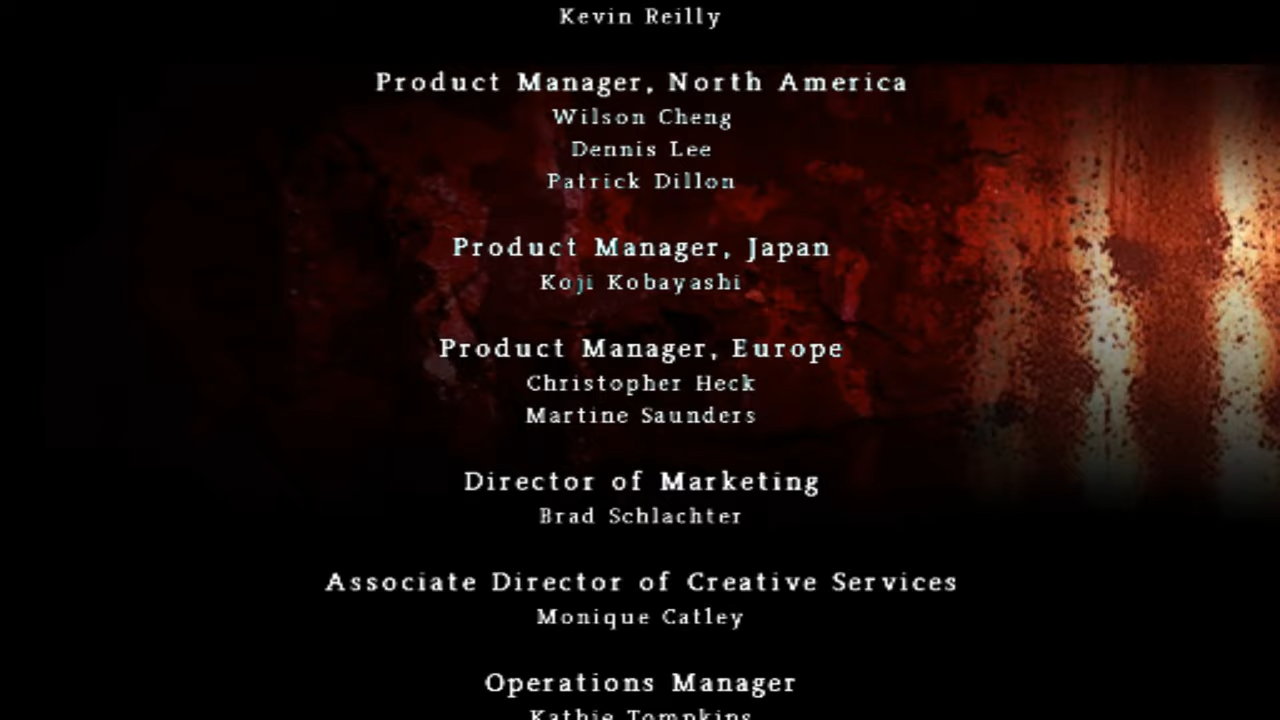 Kevin Reilly
Product Manager, North America
Wilson Cheng
Dennis Lee
Patrick Dillon
Product Manager, Japan
Koji Kobayashi
Product Manager, Europe
Christopher Heck
Martine Saunders
Director of Marketing
Brad Schlachter
Associate Director of Creative Services
Monique Catley
Operations Manager
Kathie Tompkins